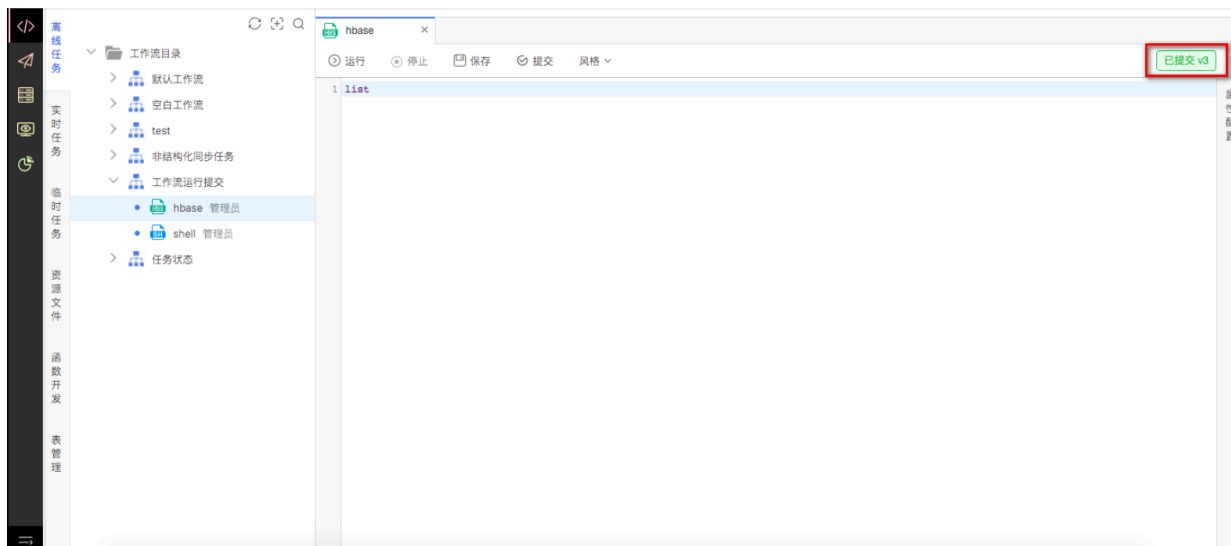 离线任务
实时任务
临时任务
资源文件
函数开发
表管理
工作流目录
默认工作流
空白工作流
test
非结构化同步任务
工作流运行提交
hbase 管理员
shell 管理员
任务状态
hbase
运行 停止 保存 提交 风格
已提交 v3
1 list